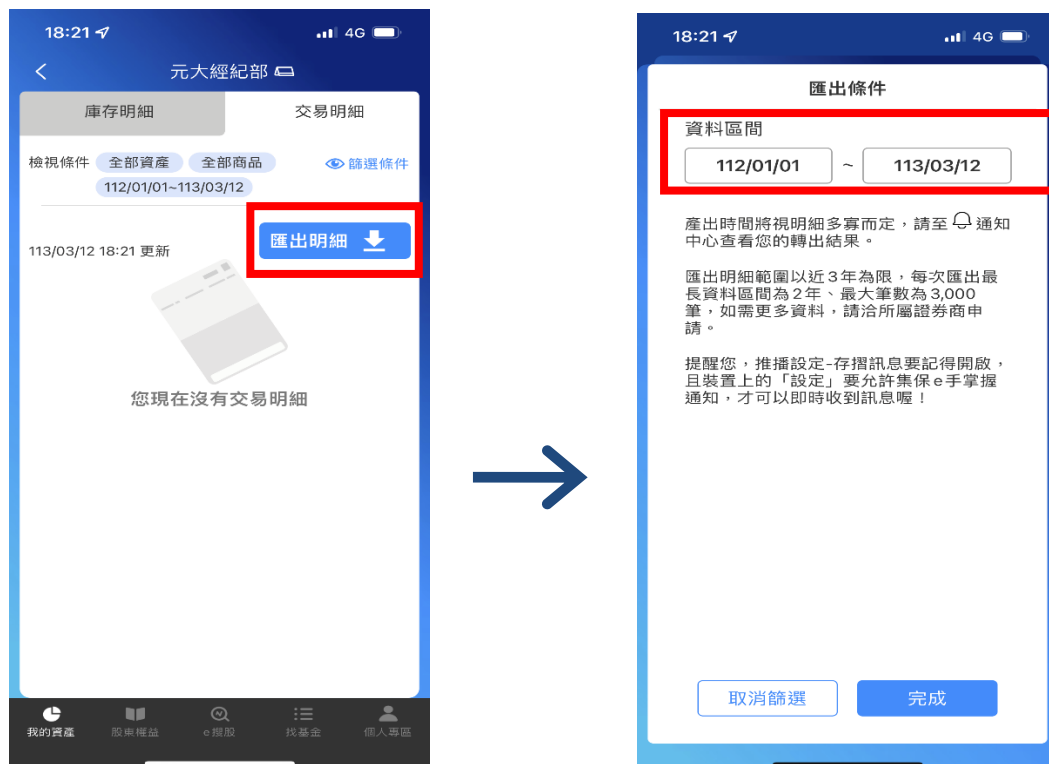 18:21
4G
元大經紀部
庫存明細
交易明細
檢視條件 全部資產 全部商品 篩選條件
112/01/01~113/03/12
匯出明細
113/03/12 18:21 更新
您現在沒有交易明細
我的資產 股東權益 e搜股 找基金 個人專區
18:21
4G
匯出條件
資料區間
112/01/01 ~ 113/03/12
產出時間將視明細多寡而定,請至通知
中心查看您的轉出結果。
匯出明細範圍以近3年為限,每次匯出最
長資料區間為2年、最大筆數為3,000
筆,如需更多資料,請洽所屬證券商申
請。
提醒您,推播設定-存摺訊息要記得開啟,
且裝置上的「設定」要允許集保e手掌握
通知,才可以即時收到訊息喔!
取消篩選
完成